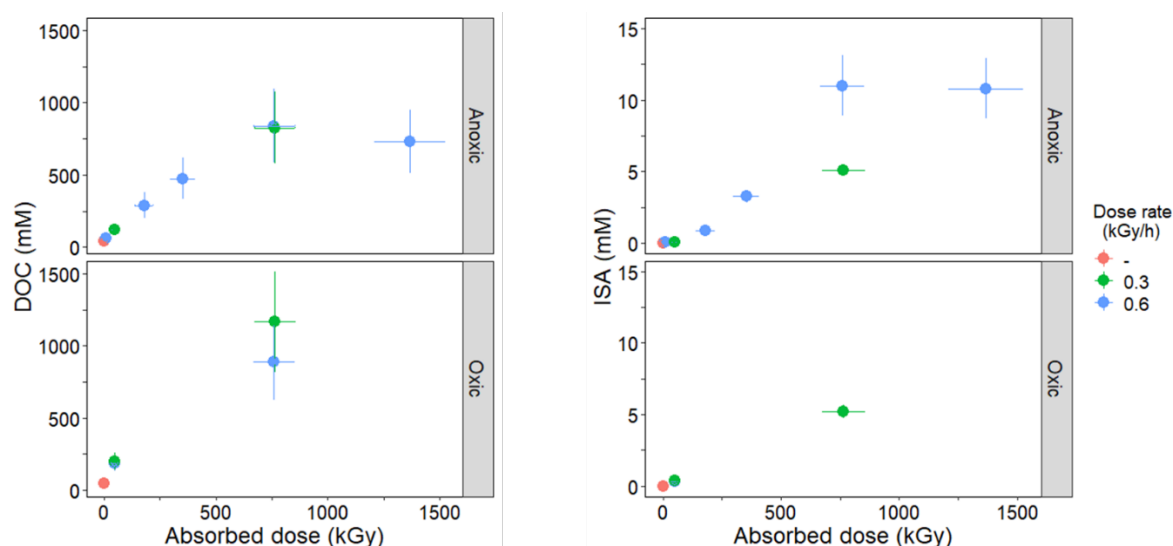 1500
1000
500
0
Anoxic
1500
1000
500
0
Oxic
DOC (mM)
0 500 1000 1500
Absorbed dose (kGy)
15
10
5
0
Anoxic
15
10
5
0
Oxic
ISA (mM)
0 500 1000 1500
Absorbed dose (kGy)
Dose rate
(kGy/h)
-
0.3
0.6